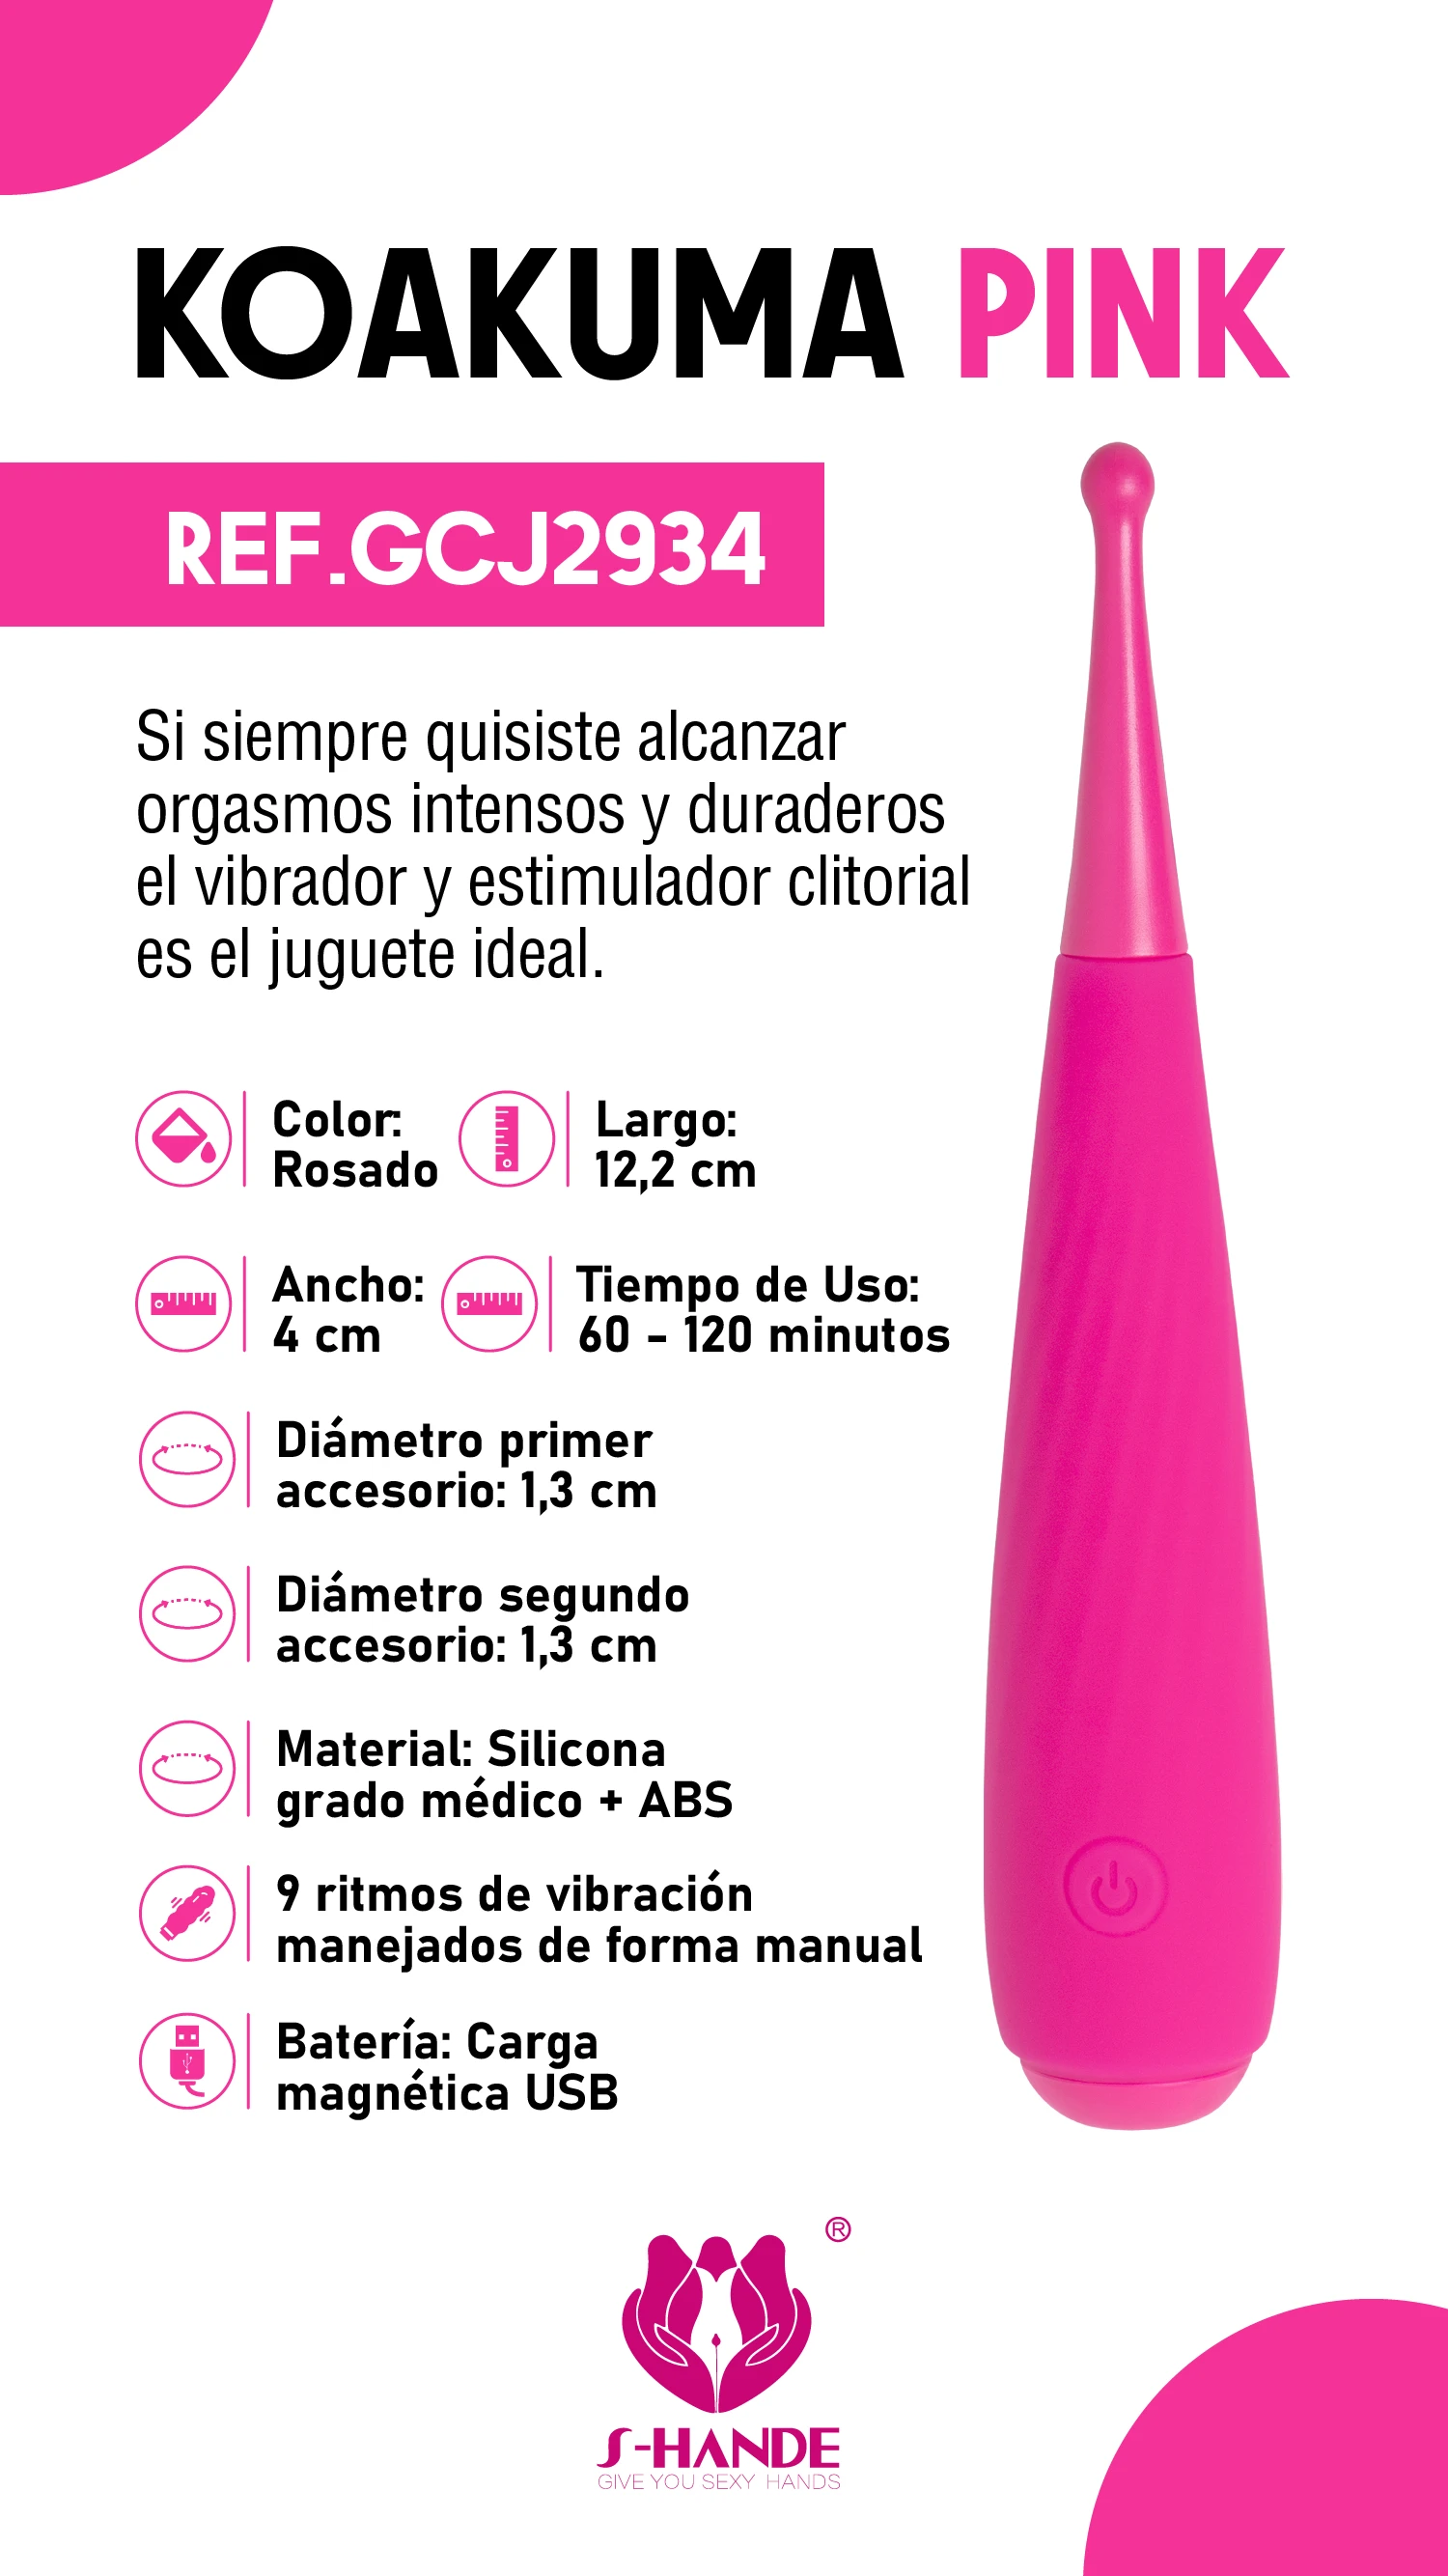 KOAKUMA PINK
REF.GCJ2934
Si siempre quisiste alcanzar
orgasmos intensos y duraderos
el vibrador y estimulador clitorial
es el juguete ideal.
Color:
Rosado
Largo:
12,2 cm
Ancho:
4 cm
Tiempo de Uso:
60 - 120 minutos
Diámetro primer
accesorio: 1,3 cm
Diámetro segundo
accesorio: 1,3 cm
Material: Silicona
grado médico + ABS
9 ritmos de vibración
manejados de forma manual
Batería: Carga
magnética USB
®
S-HANDE
GIVE YOU SEXY HANDS